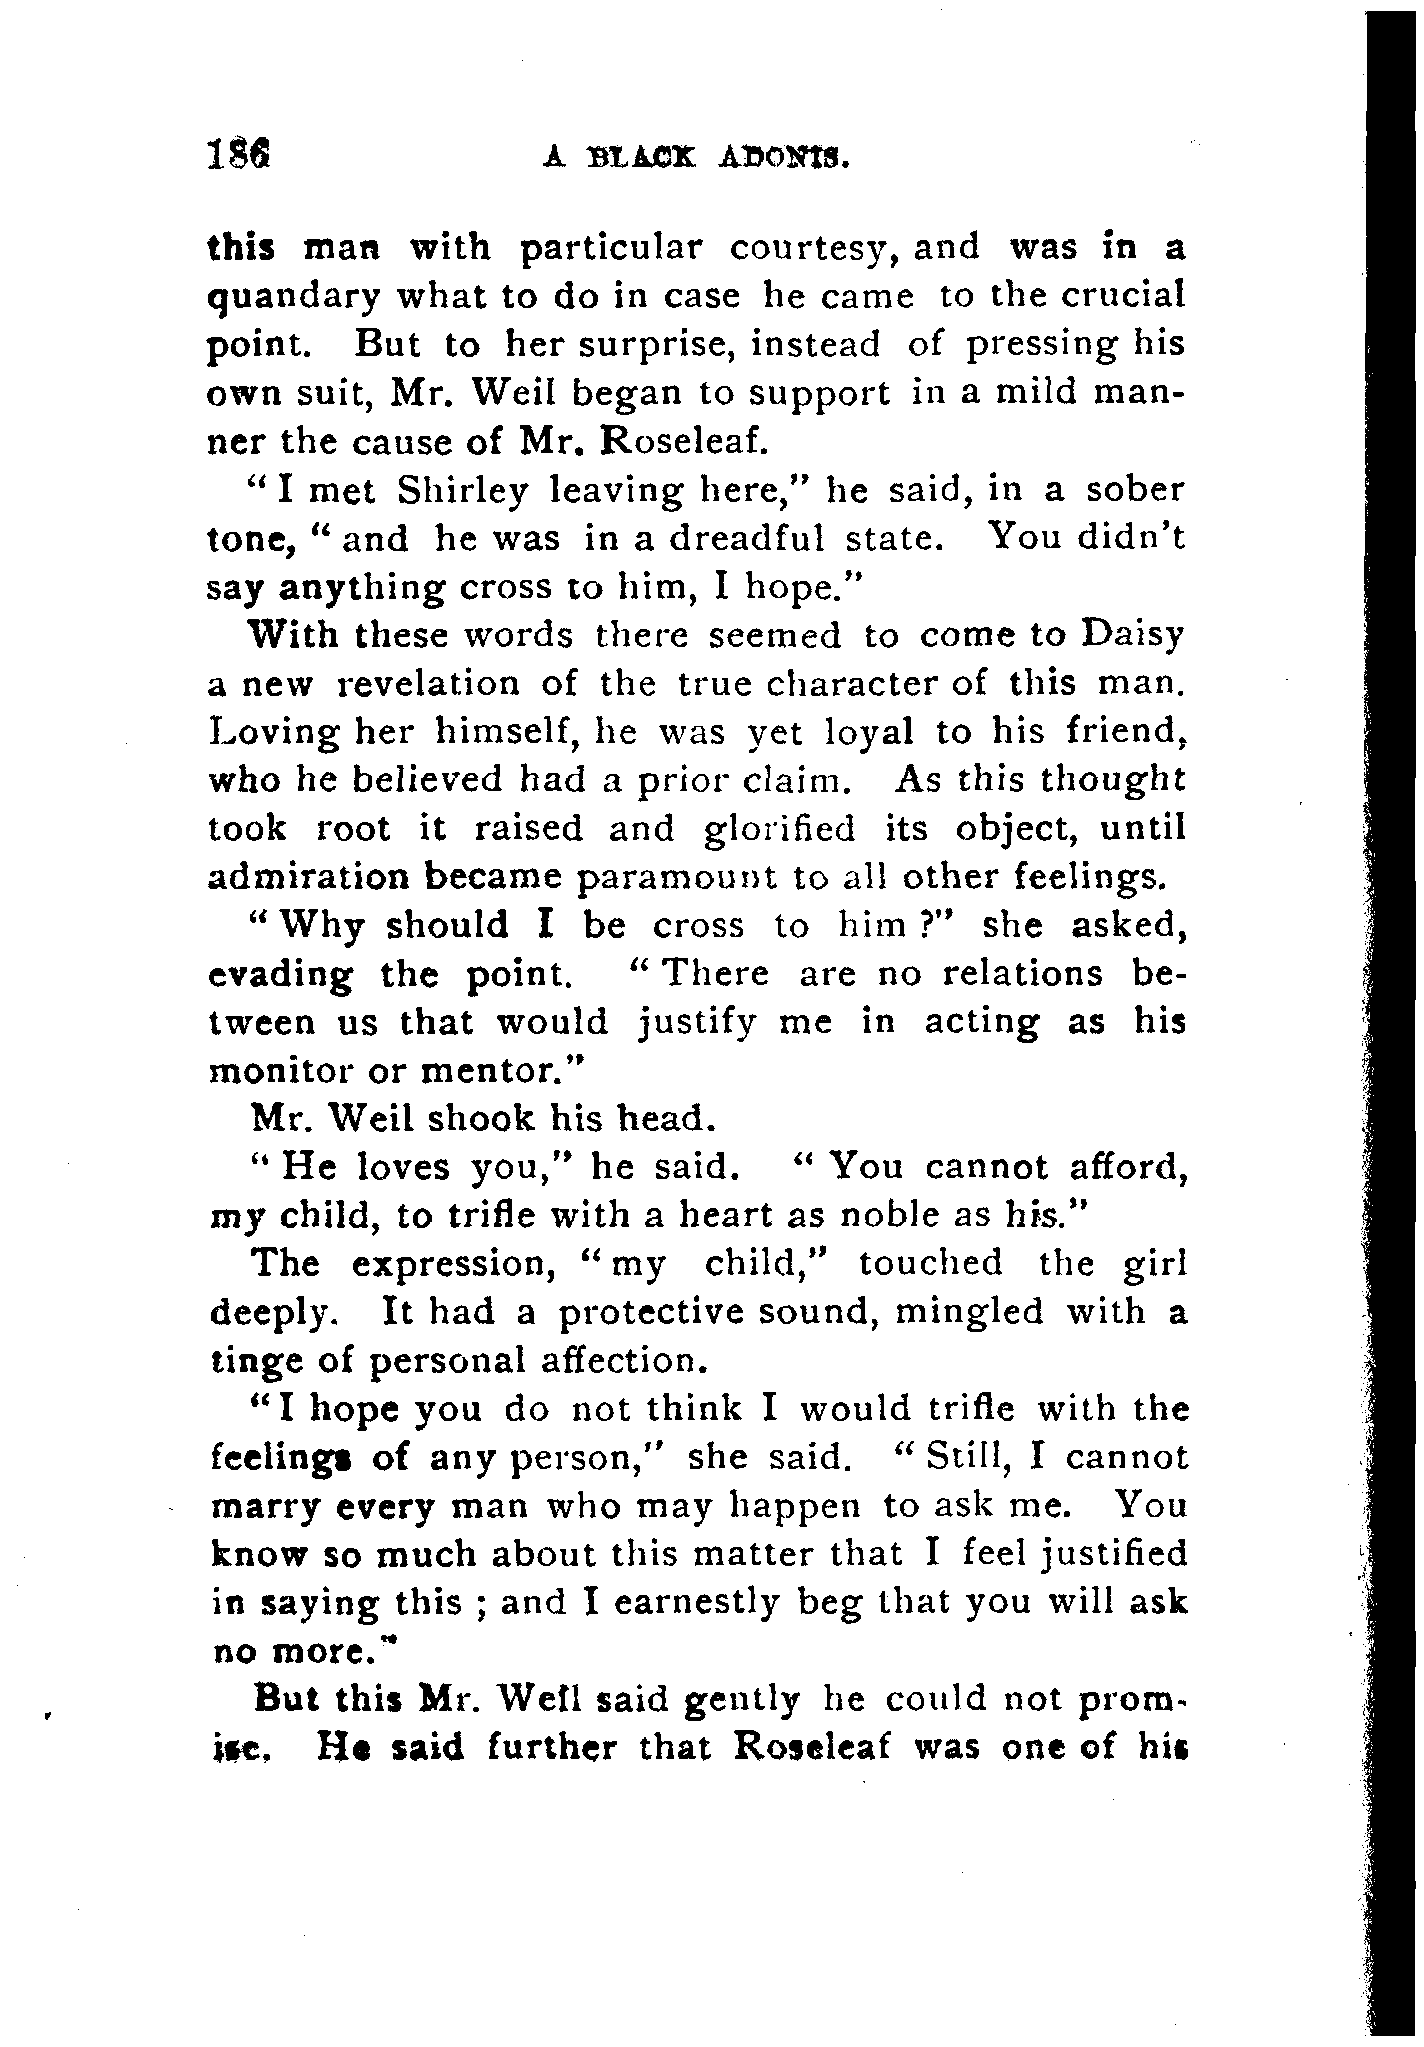 186 A BLACK ADONIS.
this man with particular courtesy, and was in a
quandary what to do in case he came to the crucial
point. But to her surprise, instead of pressing his
own suit, Mr. Weil began to support in a mild man-
ner the cause of Mr. Roseleaf.
“ I met Shirley leaving here,” he said, in a sober
tone, “ and he was in a dreadful state. You didn't
say anything cross to him, I hope.”
With these words there seemed to come to Daisy
a new revelation of the true character of this man.
Loving her himself, he was yet loyal to his friend,
who he believed had a prior claim. As this thought
took root it raised and glorified its object, until
admiration became paramount to all other feelings.
“ Why should I be cross to him ?” she asked,
evading the point. “ There are no relations be-
tween us that would justify me in acting as his
monitor or mentor.”
Mr. Weil shook his head.
“ He loves you,” he said. “ You cannot afford,
my child, to trifle with a heart as noble as his.”
The expression, “ my child,” touched the girl
deeply. It had a protective sound, mingled with a
tinge of personal affection.
“ I hope you do not think I would trifle with the
feelings of any person,” she said. “ Still, I cannot
marry every man who may happen to ask me. You
know so much about this matter that I feel justified
in saying this ; and I earnestly beg that you will ask
no more.”
But this Mr. Weil said gently he could not prom-
ise. He said further that Roseleaf was one of his